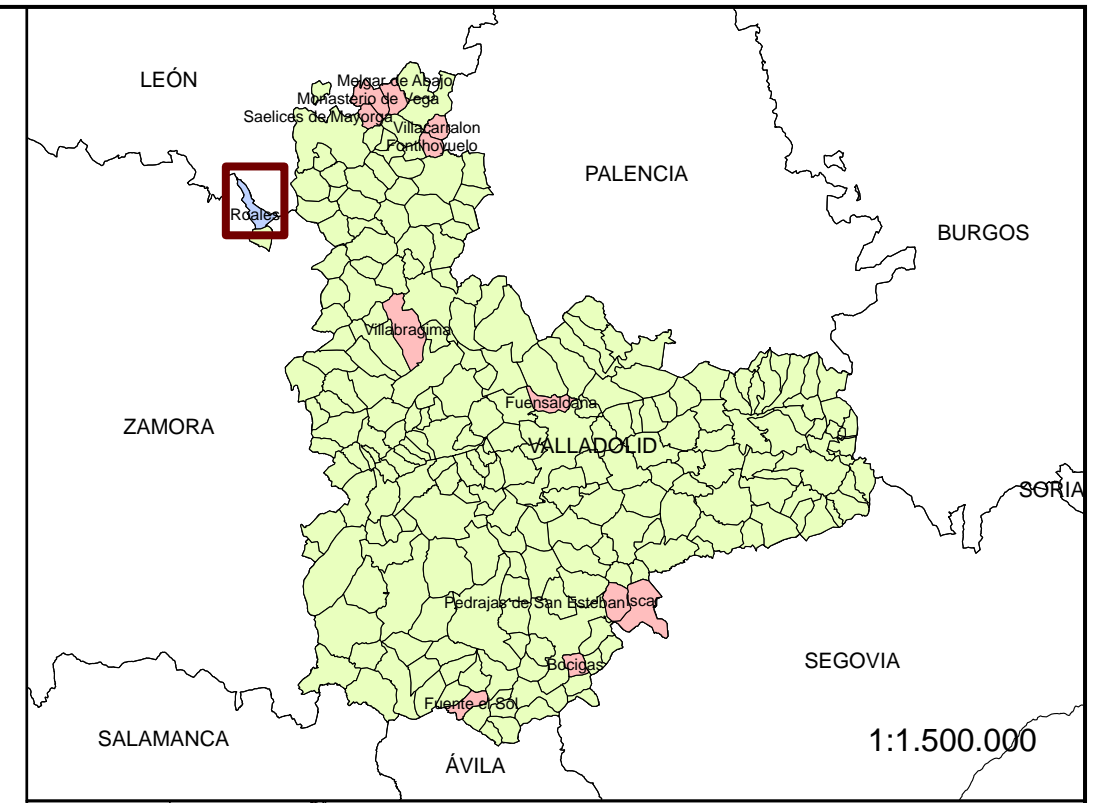 LEÓN
Melgar de Abajo
Monasterio de Vega
Saelices de Mayorga
Villacarralon
Fontihoyuelo
PALENCIA
Roales
BURGOS
Villabragima
Fuensaldana
ZAMORA
VALLADOLID
SORIA
Pedrajas de San Esteban
Iscar
Bocigas
SEGOVIA
Fuente el Sol
SALAMANCA
1:1.500.000
ÁVILA